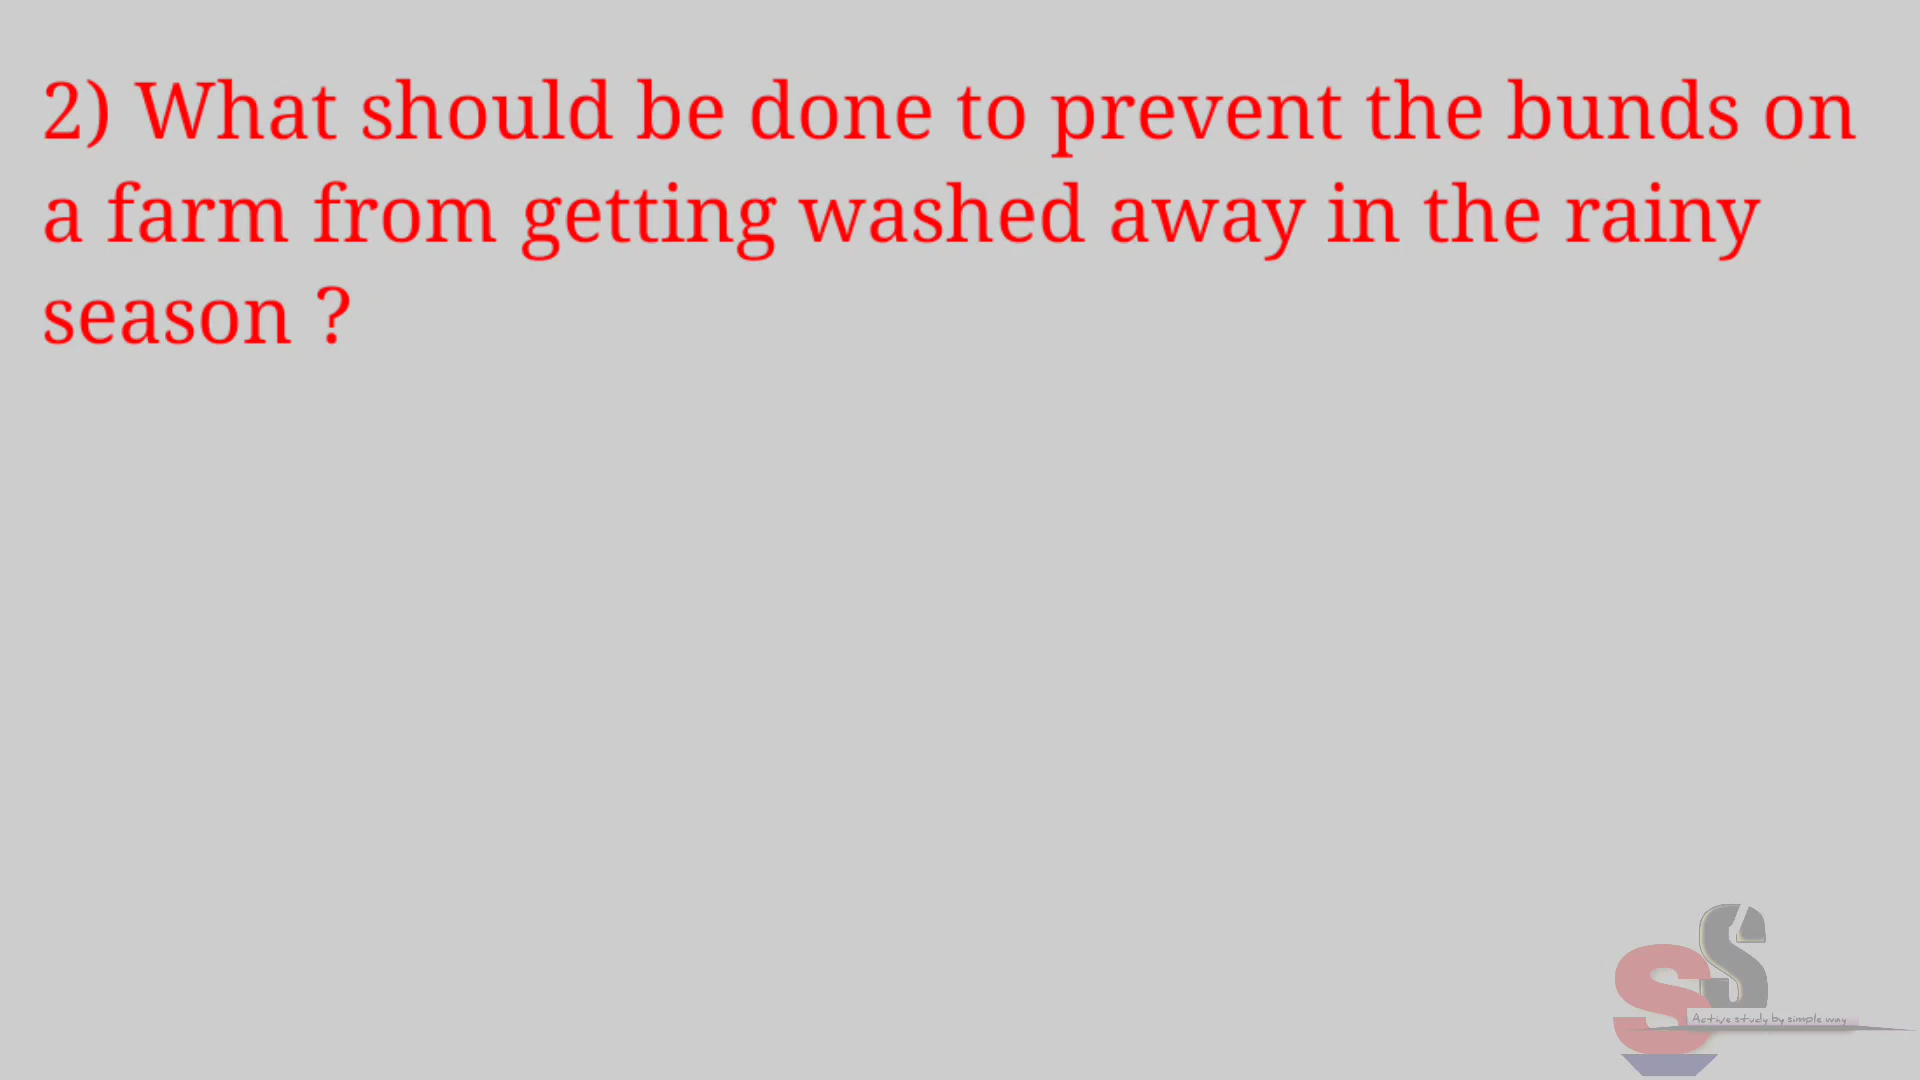 2) What should be done to prevent the bunds on
a farm from getting washed away in the rainy
season ?
Active study by simple way